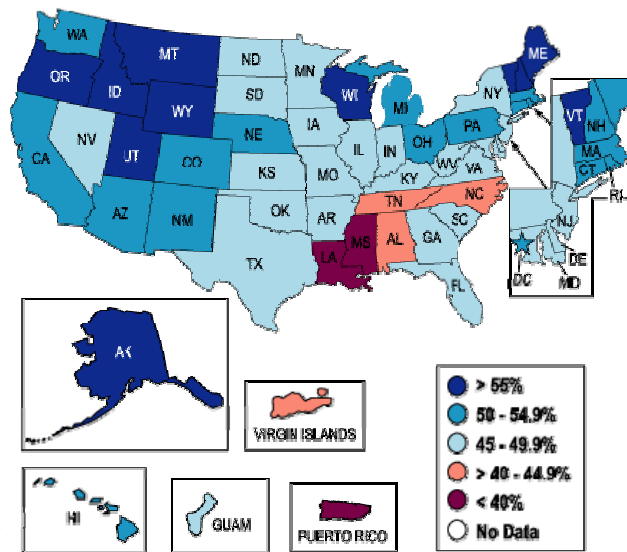 WA
MT
ND
MN
ME
OR
ID
WY
SD
WI
MI
NY
VT
NH
MA
CT
RI
NV
UT
CO
NE
IA
IL
IN
OH
PA
NJ
CA
AZ
NM
KS
MO
KY
WV
VA
OK
AR
TN
NC
SC
TX
LA
MS
AL
GA
FL
DC
DE
MD
AK
VIRGIN ISLANDS
HI
GUAM
PUERTO RICO
> 55%
50 - 54.9%
45 - 49.9%
> 40 - 44.9%
< 40%
No Data